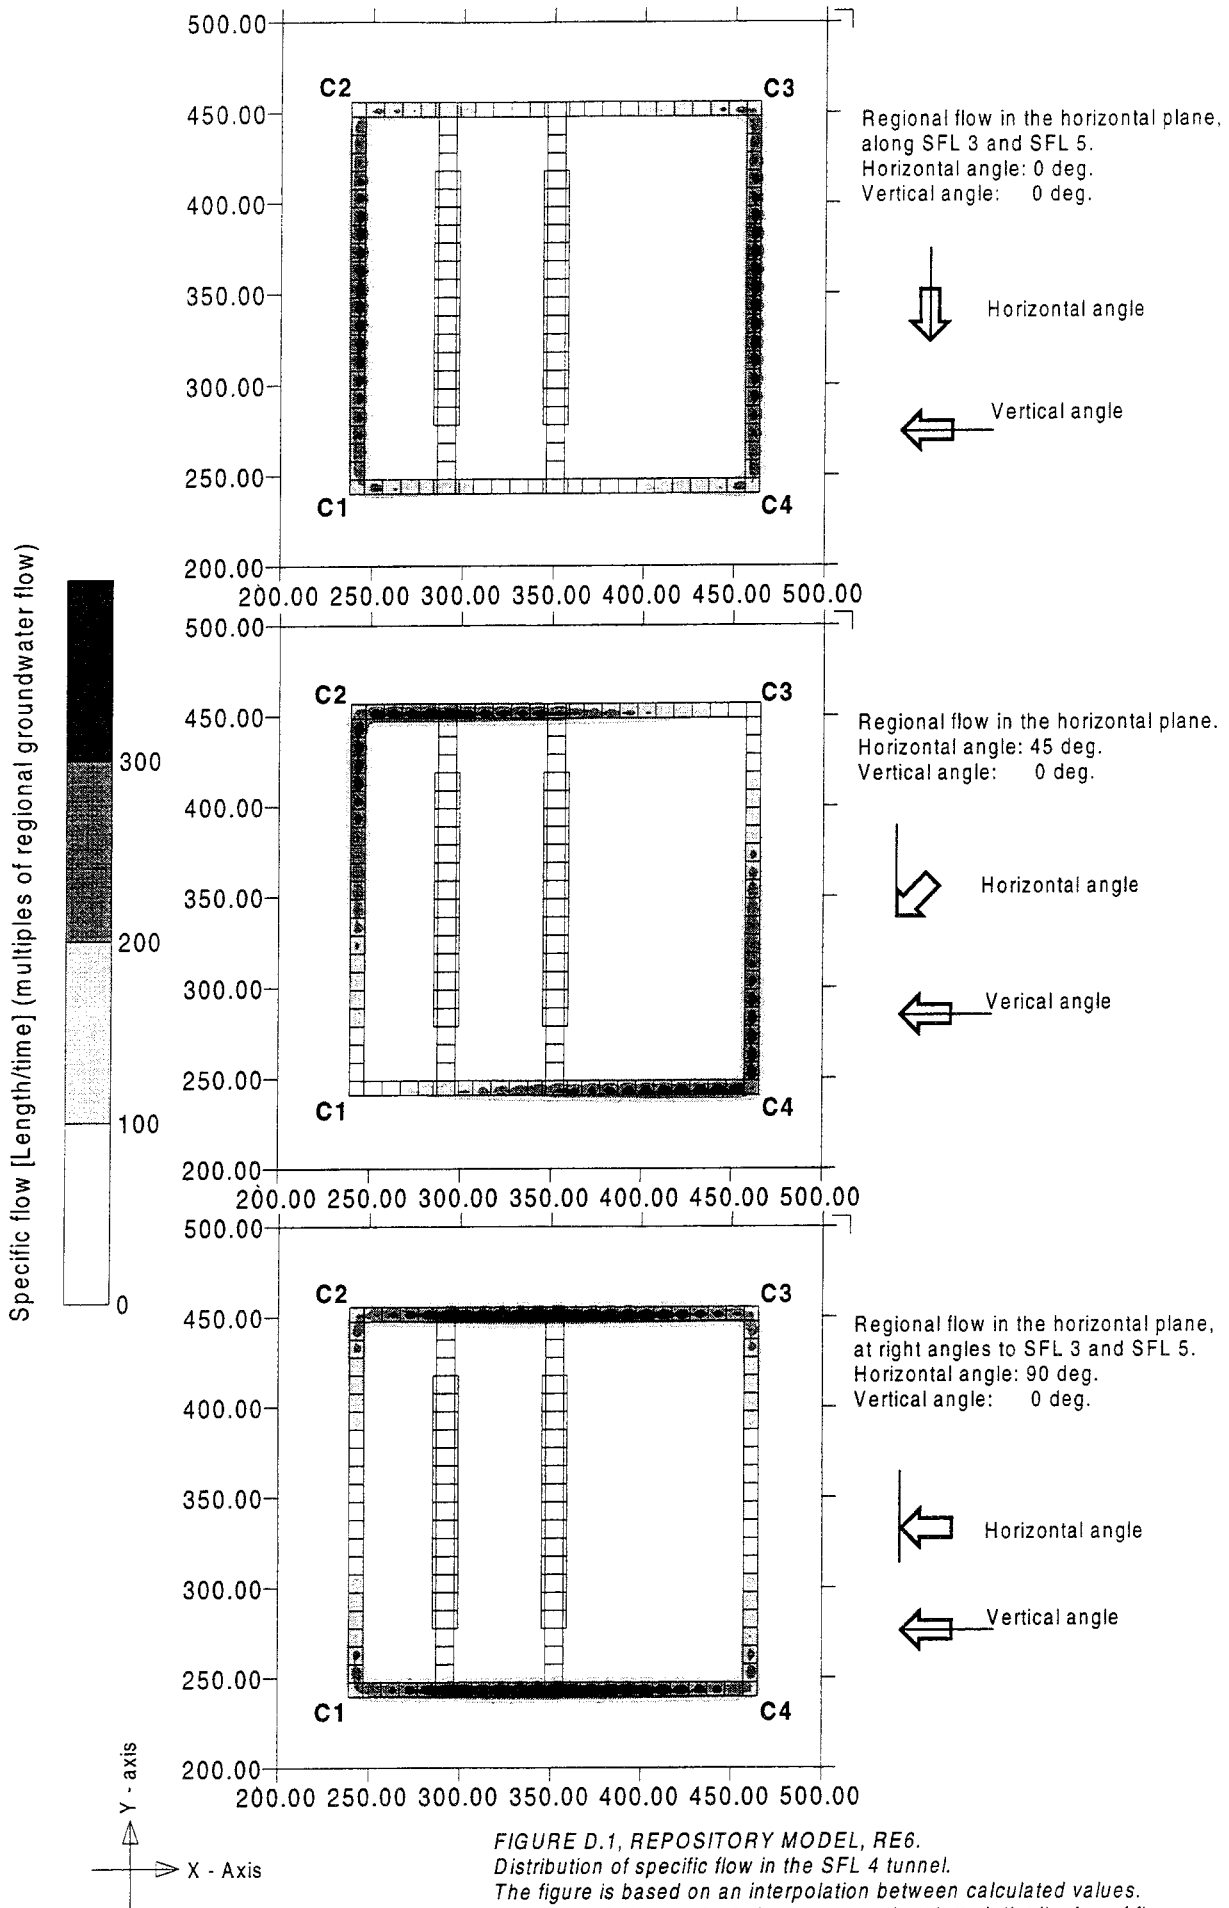 500.00
450.00
400.00
350.00
300.00
250.00
200.00
200.00 250.00 300.00 350.00 400.00 450.00 500.00
C2
C3
C1
C4
Regional flow in the horizontal plane,
along SFL 3 and SFL 5.
Horizontal angle: 0 deg.
Vertical angle: 0 deg.
Horizontal angle
Vertical angle
Specific flow [Length/time] (multiples of regional groundwater flow)
300
200
100
0
500.00
450.00
400.00
350.00
300.00
250.00
200.00
200.00 250.00 300.00 350.00 400.00 450.00 500.00
C2
C3
C1
C4
Regional flow in the horizontal plane.
Horizontal angle: 45 deg.
Vertical angle: 0 deg.
Horizontal angle
Verical angle
500.00
450.00
400.00
350.00
300.00
250.00
200.00
200.00 250.00 300.00 350.00 400.00 450.00 500.00
C2
C3
C1
C4
Regional flow in the horizontal plane,
at right angles to SFL 3 and SFL 5.
Horizontal angle: 90 deg.
Vertical angle: 0 deg.
Horizontal angle
Vertical angle
Y - axis
X - Axis
FIGURE D.1, REPOSITORY MODEL, RE6.
Distribution of specific flow in the SFL 4 tunnel.
The figure is based on an interpolation between calculated values.